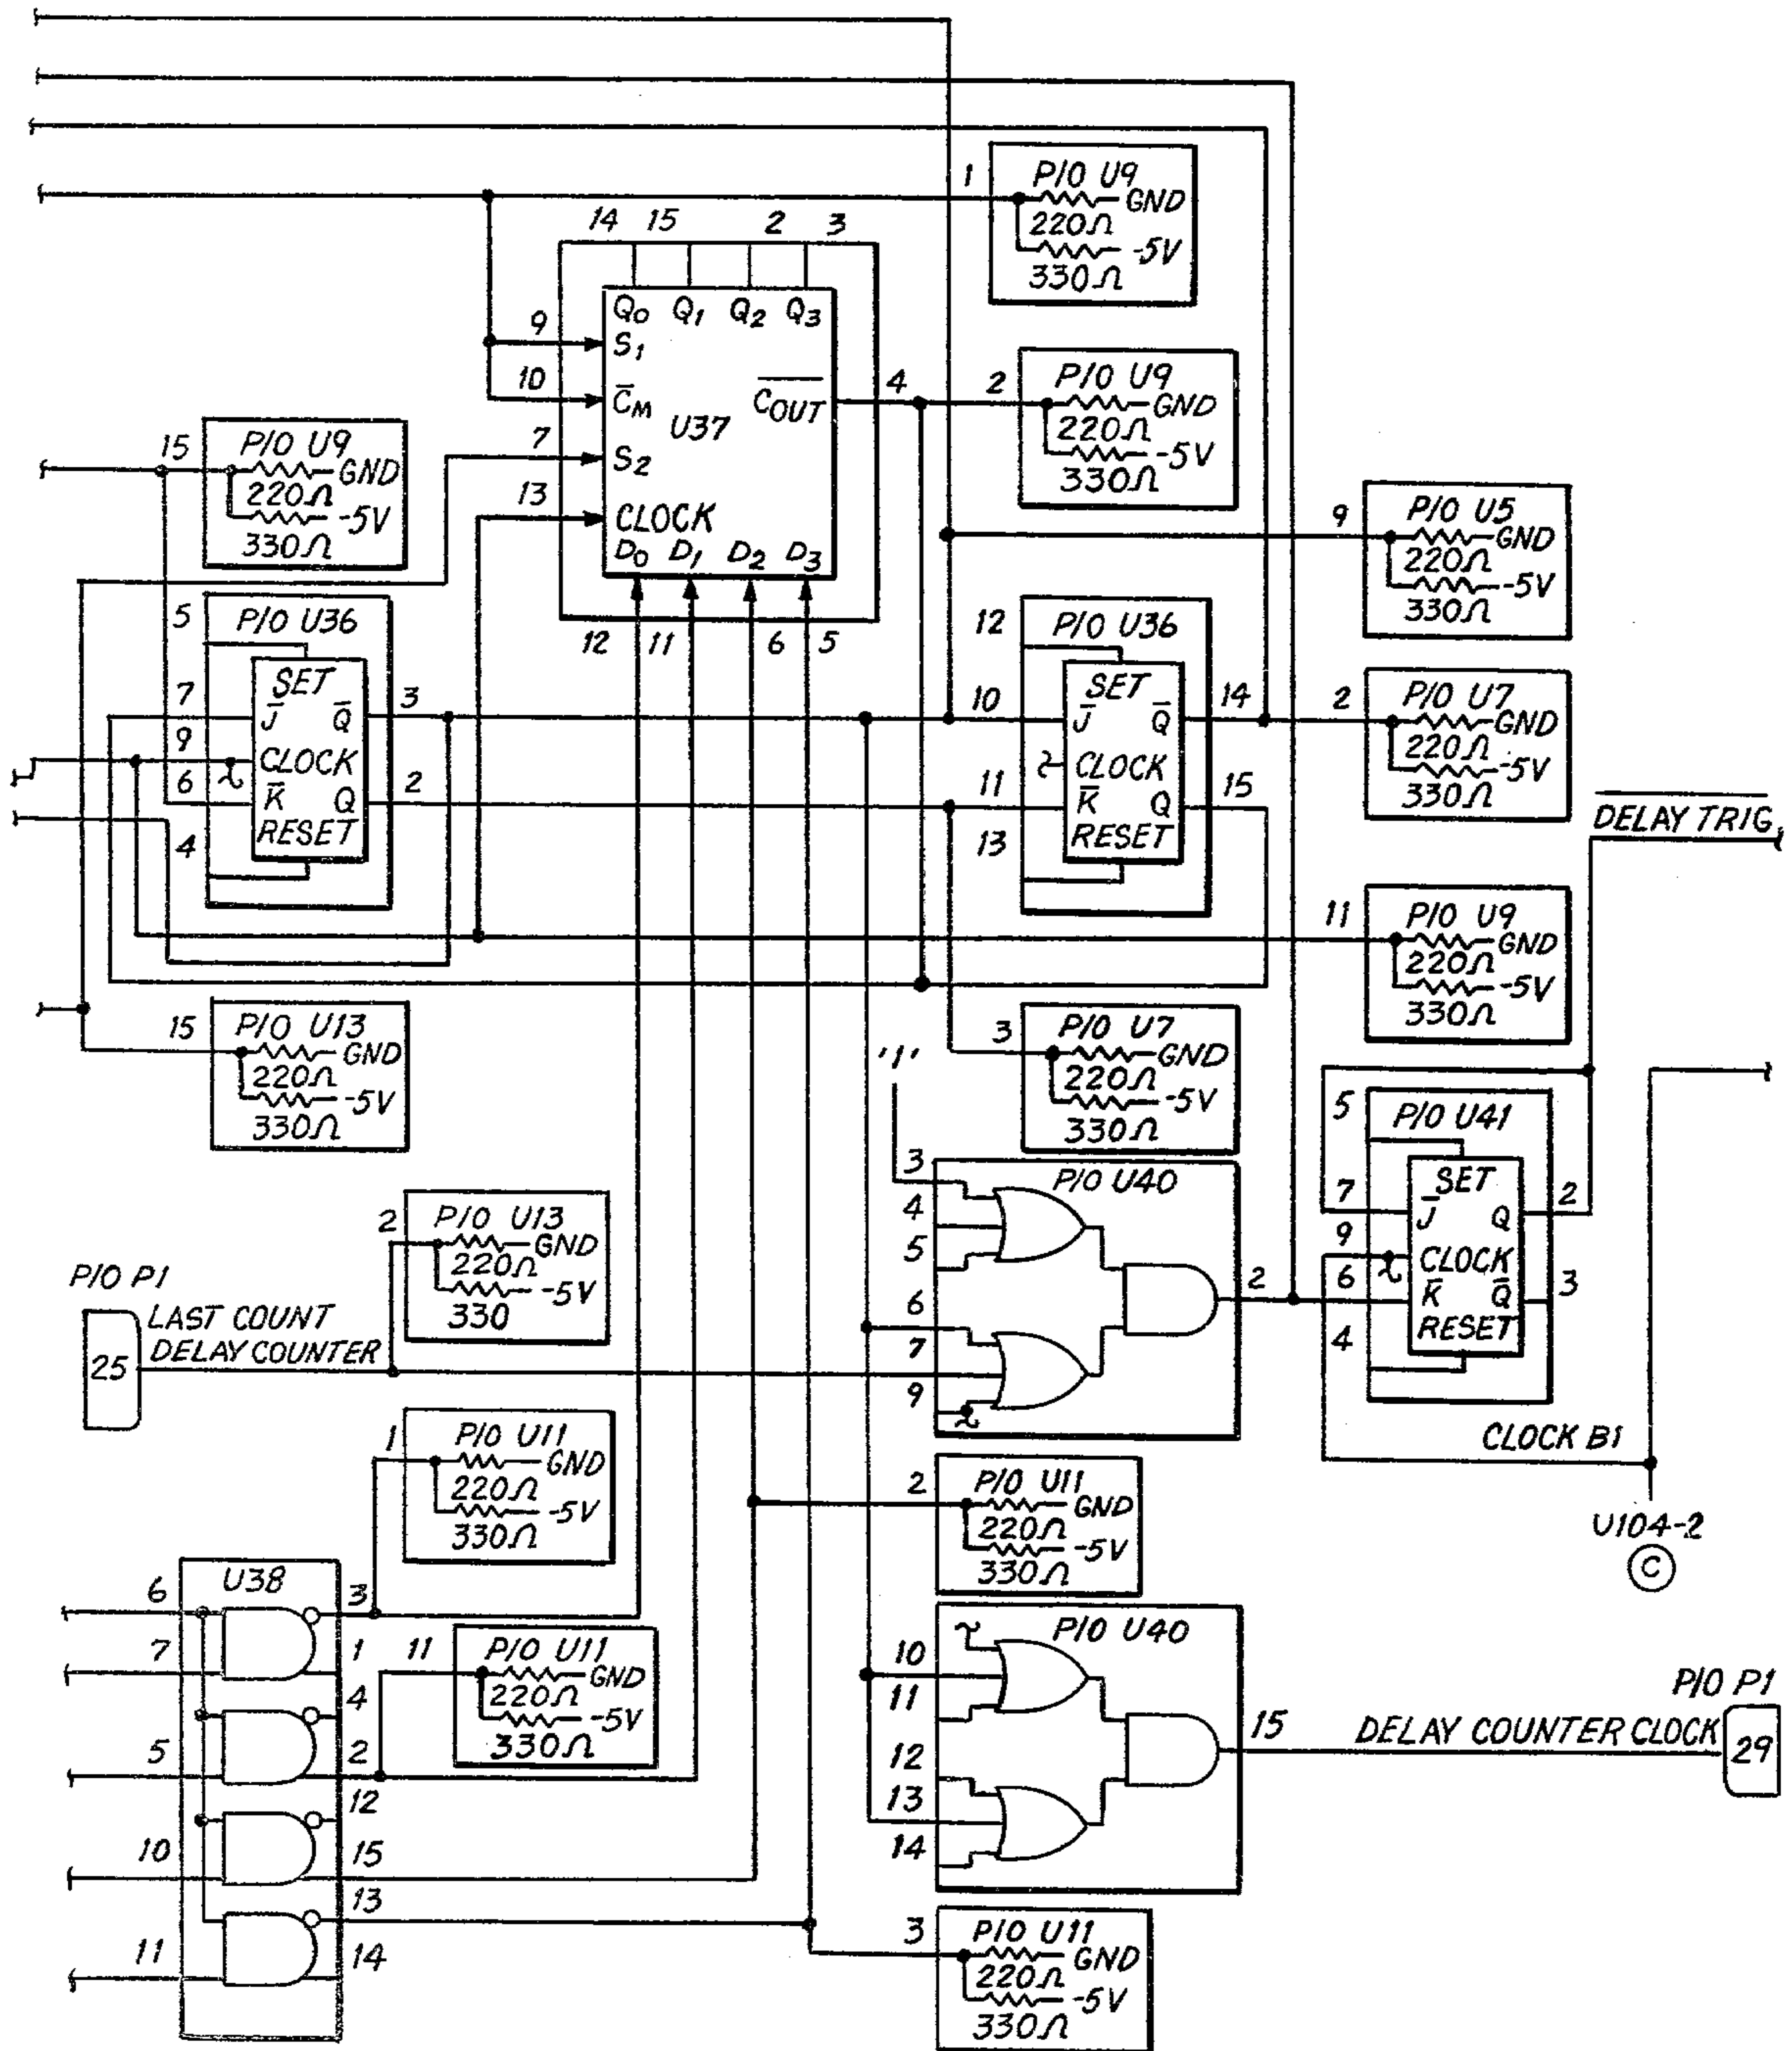 1
P/O U9
GND
220Ω
-5V
330Ω
14 15 2 3
Q0 Q1 Q2 Q3
9
S1
10
C̅M
U37
C̅O̅U̅T̅
4
7
S2
13
CLOCK
D0 D1 D2 D3
12 11 6 5
2
P/O U9
GND
220Ω
-5V
330Ω
15
P/O U9
GND
220Ω
-5V
330Ω
9
P/O U5
GND
220Ω
-5V
330Ω
5
P/O U36
SET
7
J̅ Q̅
3
9
CLOCK
6
K̅ Q
2
RESET
4
12
P/O U36
SET
10
J̅ Q̅
14
CLOCK
11
K̅ Q
15
RESET
13
2
P/O U7
GND
220Ω
-5V
330Ω
D̅E̅L̅A̅Y̅ T̅R̅I̅G̅
11
P/O U9
GND
220Ω
-5V
330Ω
15
P/O U13
GND
220Ω
-5V
330Ω
3
P/O U7
GND
220Ω
-5V
330Ω
'1'
5
P/O U41
SET
7
J̅ Q
2
9
CLOCK
6
K̅ Q̅
3
RESET
4
3
P/O U40
4
5
6
7
9
2
2
P/O U13
GND
220Ω
-5V
330
P/O P1
25
LAST COUNT
DELAY COUNTER
CLOCK B1
U104-2
C
1
P/O U11
GND
220Ω
-5V
330Ω
2
P/O U11
GND
220Ω
-5V
330Ω
U38
6
3
7
1
4
5
2
12
10
15
13
11
14
11
P/O U11
GND
220Ω
-5V
330Ω
P/O U40
10
11
12
13
14
15
DELAY COUNTER CLOCK
P/O P1
29
3
P/O U11
GND
220Ω
-5V
330Ω